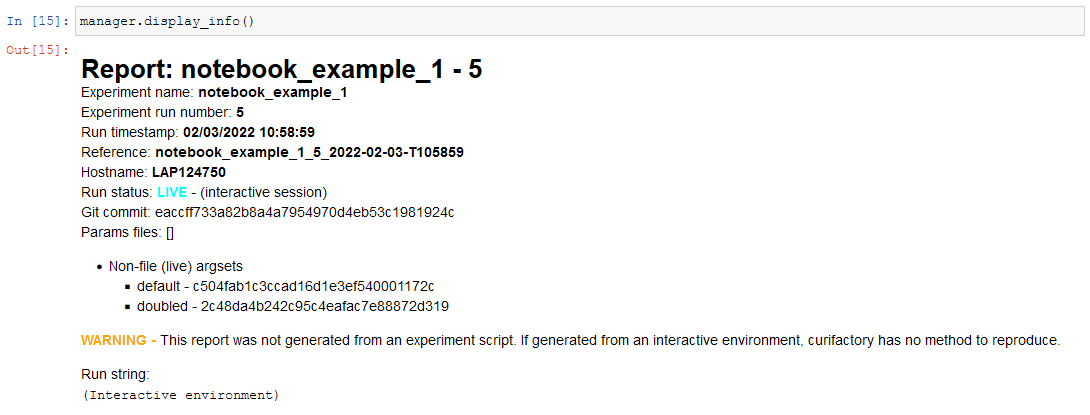 In [15]: manager.display_info()
Out[15]:
Report: notebook_example_1 - 5
Experiment name: notebook_example_1
Experiment run number: 5
Run timestamp: 02/03/2022 10:58:59
Reference: notebook_example_1_5_2022-02-03-T105859
Hostname: LAP124750
Run status: LIVE - (interactive session)
Git commit: eaccff733a82b8a4a7954970d4eb53c1981924c
Params files: []
• Non-file (live) argsets
▪ default - c504fab1c3ccad16d1e3ef540001172c
▪ doubled - 2c48da4b242c95c4eafac7e88872d319
WARNING - This report was not generated from an experiment script. If generated from an interactive environment, curifactory has no method to reproduce.
Run string:
(Interactive environment)